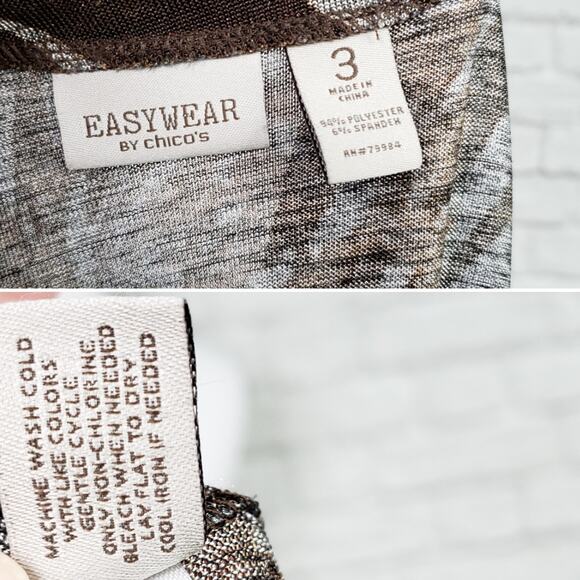 EASYWEAR
BY chico's
3
MADE IN
CHINA
94% POLYESTER
6% SPANDEX
RN#79984
MACHINE WASH COLD
WITH LIKE COLORS
GENTLE CYCLE
ONLY NON-CHLORINE
BLEACH WHEN NEEDED
LAY FLAT TO DRY
COOL IRON IF NEEDED